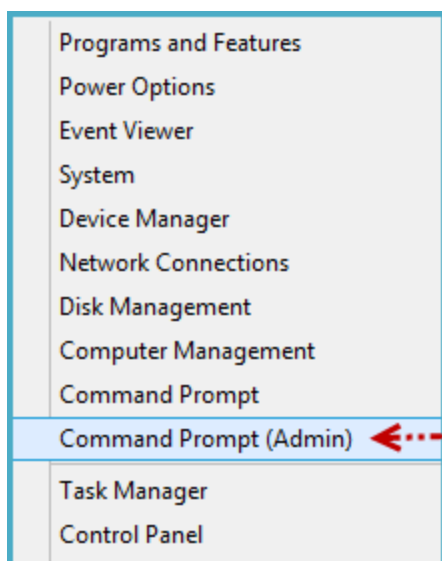 Programs and Features
Power Options
Event Viewer
System
Device Manager
Network Connections
Disk Management
Computer Management
Command Prompt
Command Prompt (Admin)
Task Manager
Control Panel